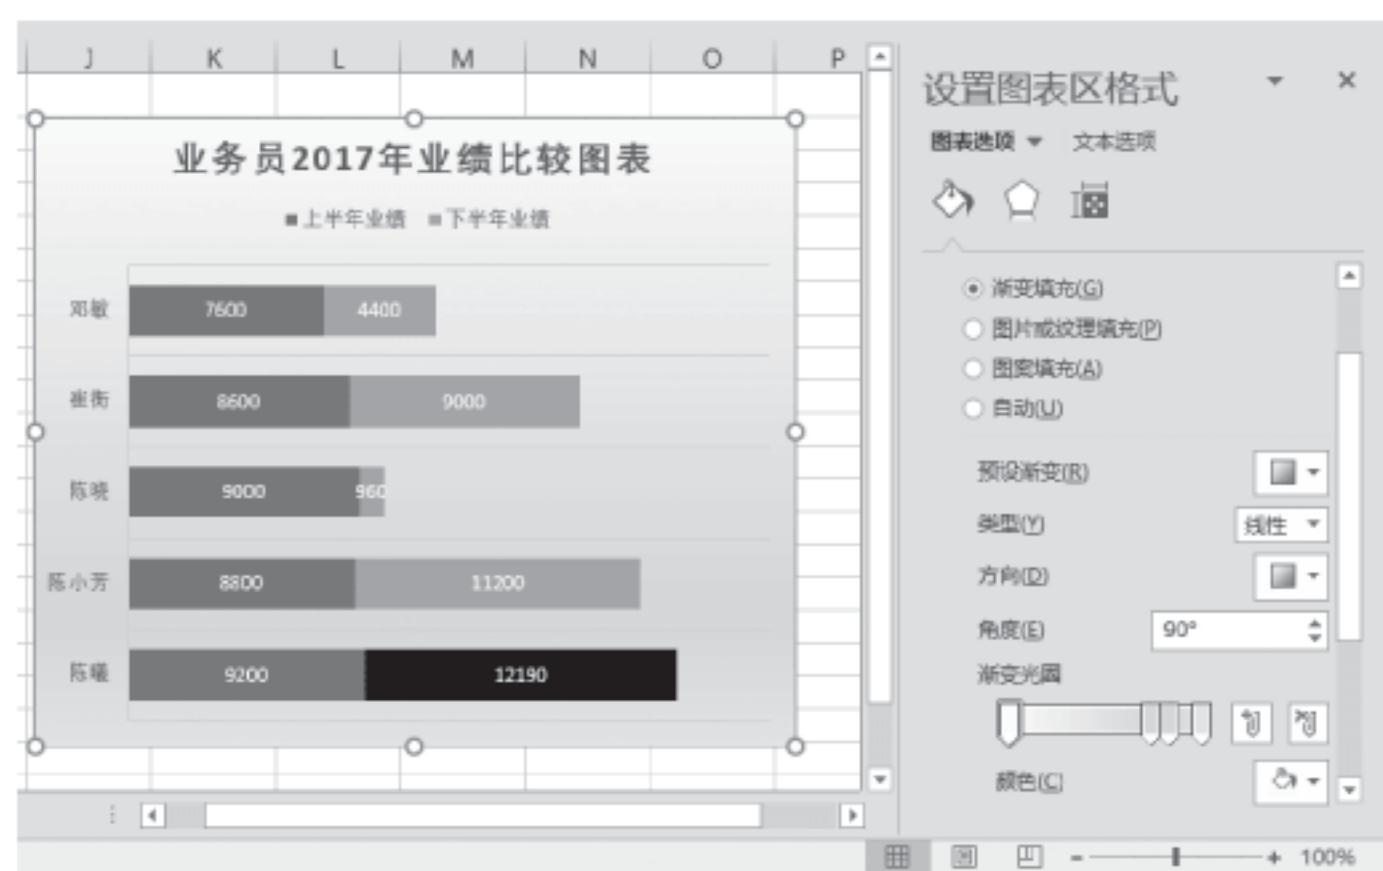 J K L M N O P
业务员2017年业绩比较图表
上半年业绩 下半年业绩
邓敏 7600 4400
崔衡 8600 9000
陈晓 9000 960
陈小芳 8800 11200
陈曦 9200 12190
设置图表区格式
图表选项 文本选项
渐变填充(G)
图片或纹理填充(P)
图案填充(A)
自动(U)
预设渐变(R)
类型(Y) 线性
方向(D)
角度(E) 90°
渐变光圈
颜色(C)
100%